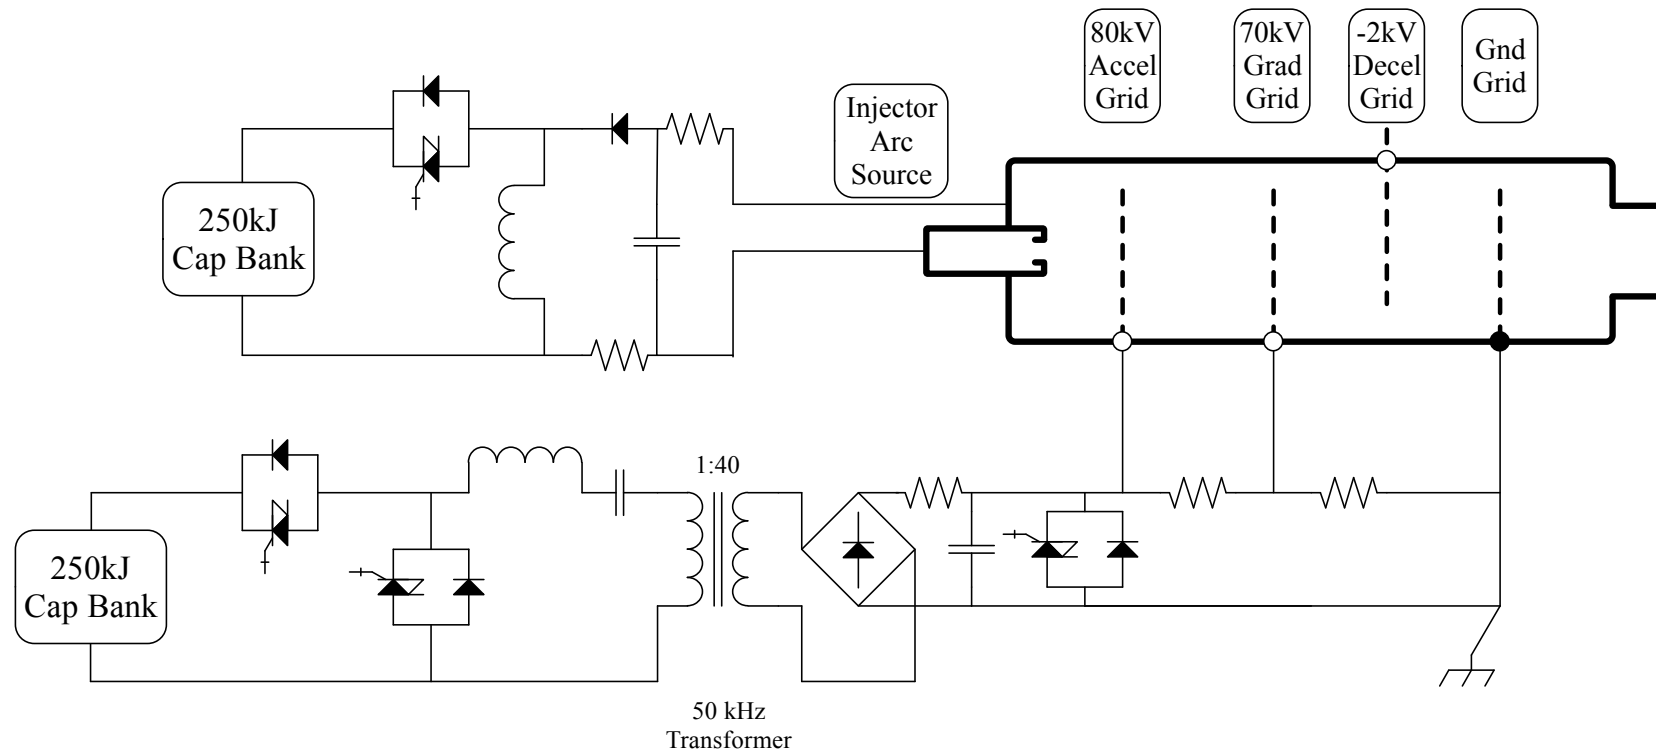 80kV
Accel
Grid
70kV
Grad
Grid
-2kV
Decel
Grid
Gnd
Grid
Injector
Arc
Source
250kJ
Cap Bank
1:40
250kJ
Cap Bank
50 kHz
Transformer